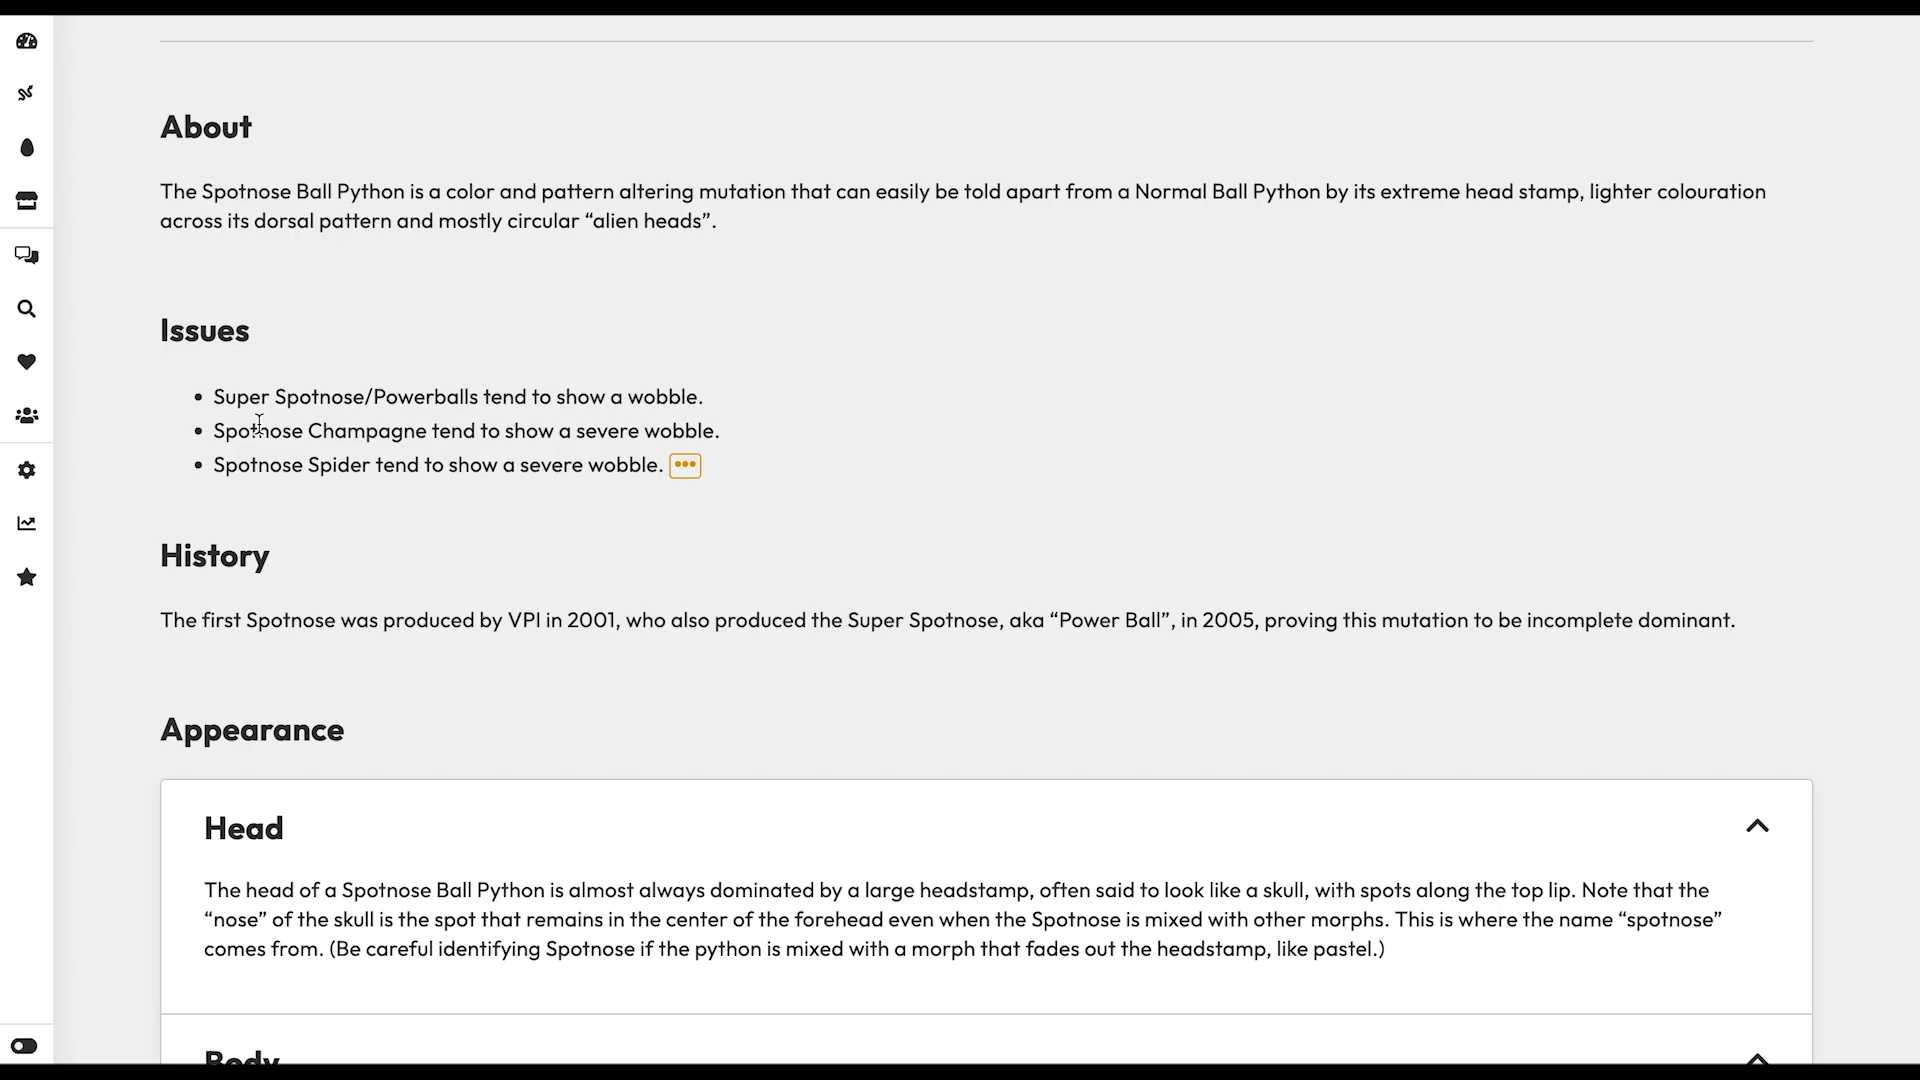 About
The Spotnose Ball Python is a color and pattern altering mutation that can easily be told apart from a Normal Ball Python by its extreme head stamp, lighter colouration
across its dorsal pattern and mostly circular “alien heads”.
Issues
• Super Spotnose/Powerballs tend to show a wobble.
• Spotnose Champagne tend to show a severe wobble.
• Spotnose Spider tend to show a severe wobble.
History
The first Spotnose was produced by VPI in 2001, who also produced the Super Spotnose, aka “Power Ball”, in 2005, proving this mutation to be incomplete dominant.
Appearance
Head
The head of a Spotnose Ball Python is almost always dominated by a large headstamp, often said to look like a skull, with spots along the top lip. Note that the
“nose” of the skull is the spot that remains in the center of the forehead even when the Spotnose is mixed with other morphs. This is where the name “spotnose”
comes from. (Be careful identifying Spotnose if the python is mixed with a morph that fades out the headstamp, like pastel.)
Body